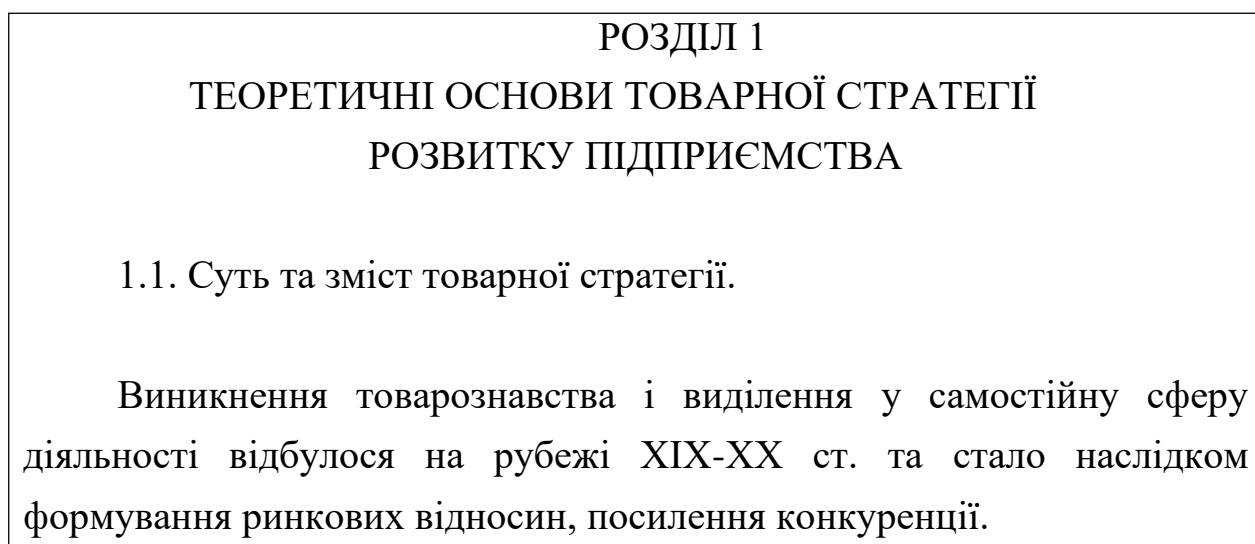 РОЗДІЛ 1
ТЕОРЕТИЧНІ ОСНОВИ ТОВАРНОЇ СТРАТЕГІЇ
РОЗВИТКУ ПІДПРИЄМСТВА
1.1. Суть та зміст товарної стратегії.
Виникнення товарознавства і виділення у самостійну сферу
діяльності відбулося на рубежі XIX-XX ст. та стало наслідком
формування ринкових відносин, посилення конкуренції.